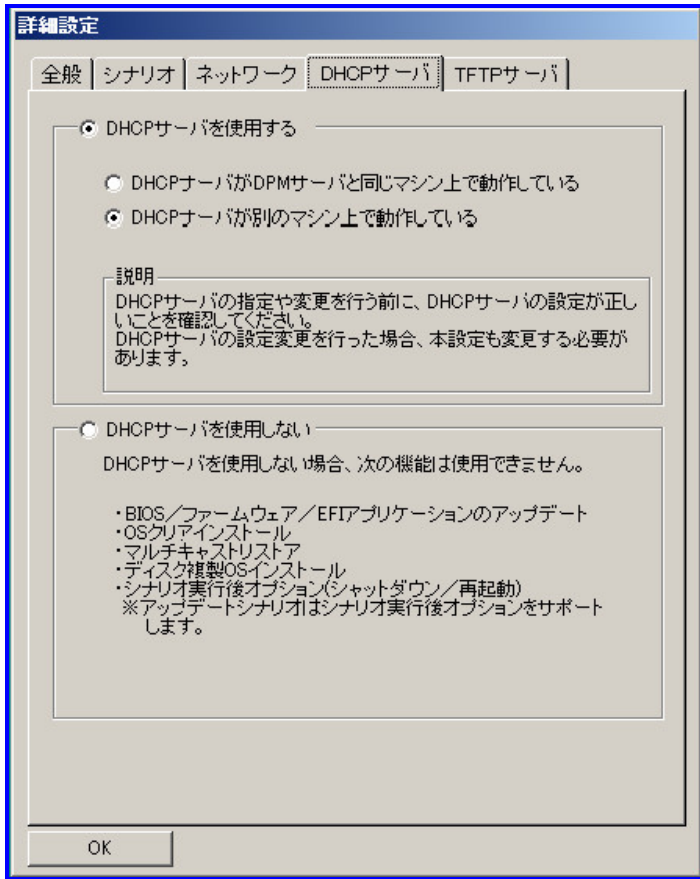 詳細設定
全般 シナリオ ネットワーク DHCPサーバ TFTPサーバ
DHCPサーバを使用する
DHCPサーバがDPMサーバと同じマシン上で動作している
DHCPサーバが別のマシン上で動作している
説明
DHCPサーバの指定や変更を行う前に、DHCPサーバの設定が正し
いことを確認してください。
DHCPサーバの設定変更を行った場合、本設定も変更する必要が
あります。
DHCPサーバを使用しない
DHCPサーバを使用しない場合、次の機能は使用できません。
・BIOS／ファームウェア／EFIアプリケーションのアップデート
・OSクリアインストール
・マルチキャストリストア
・ディスク複製OSインストール
・シナリオ実行後オプション(シャットダウン／再起動)
※アップデートシナリオはシナリオ実行後オプションをサポート
します。
OK